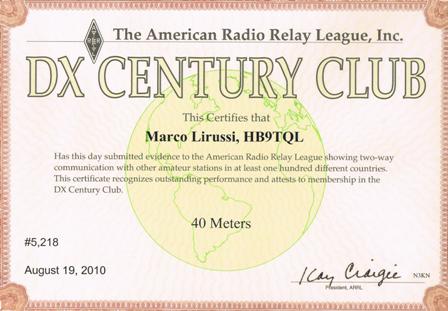 The American Radio Relay League, Inc.
DX CENTURY CLUB
This Certifies that
Marco Lirussi, HB9TQL
Has this day submitted evidence to the American Radio Relay League showing two-way
communication with other amateur stations in at least one hundred different countries.
This certificate recognizes outstanding performance and attests to membership in the
DX Century Club.
40 Meters
#5,218
August 19, 2010
Kay Craigie N3KN
President, ARRL